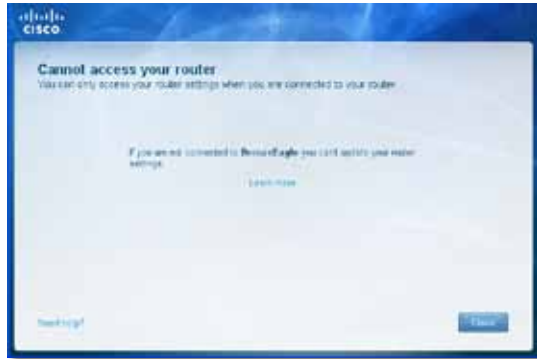 CISCO
Cannot access your router
You can only access your router settings when you are connected to your router.
If you are not connected to you can't update your router
settings.
Learn more
Need help?
Close